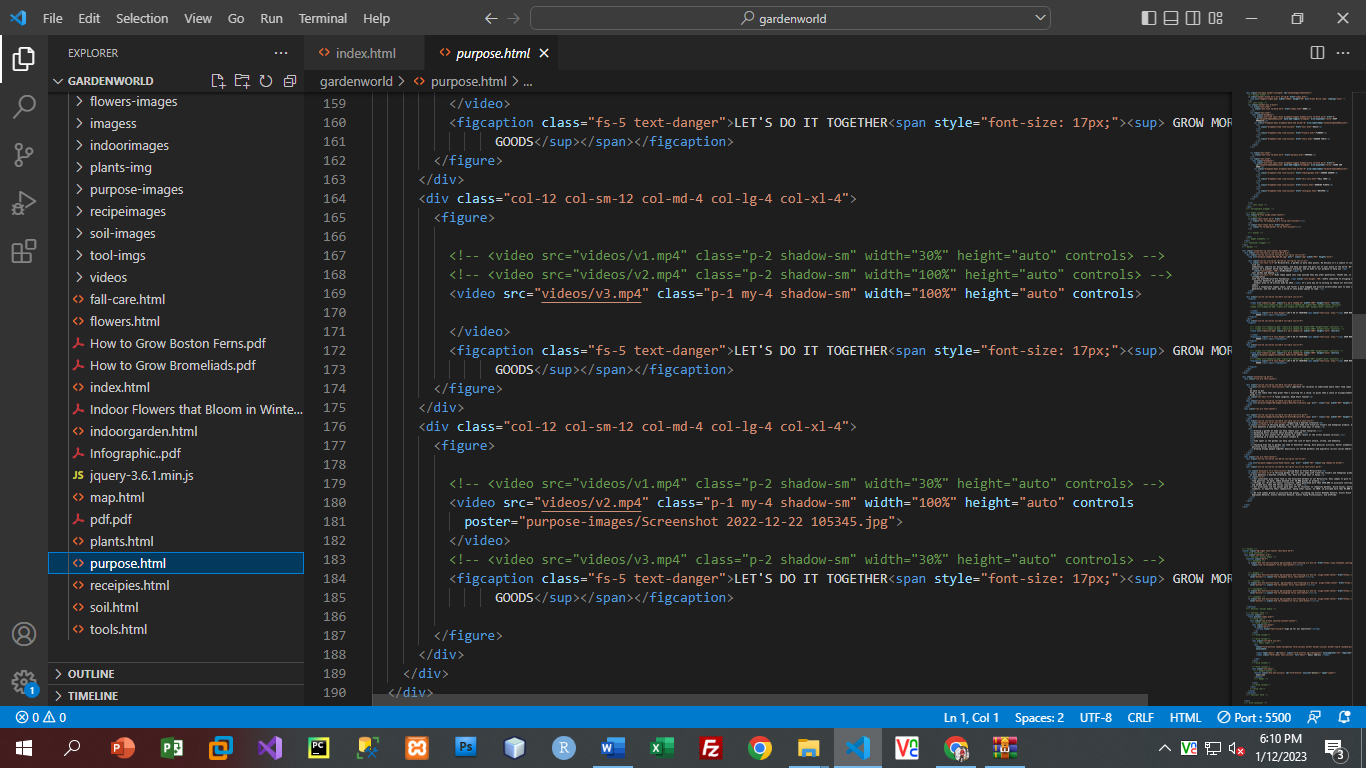 File Edit Selection View Go Run Terminal Help
gardenworld
EXPLORER
GARDENWORLD
flowers-images
imagess
indoorimages
plants-img
purpose-images
recipeimages
soil-images
tool-imgs
videos
fall-care.html
flowers.html
How to Grow Boston Ferns.pdf
How to Grow Bromeliads.pdf
index.html
Indoor Flowers that Bloom in Winte...
indoorgarden.html
Infographic..pdf
JS jquery-3.6.1.min.js
map.html
pdf.pdf
plants.html
purpose.html
receipies.html
soil.html
tools.html
OUTLINE
TIMELINE
1
index.html purpose.html
gardenworld > purpose.html > ...
159 </video>
160 <figcaption class="fs-5 text-danger">LET'S DO IT TOGETHER<span style="font-size: 17px;"><sup> GROW MOR
161 GOODS</sup></span></figcaption>
162 </figure>
163 </div>
164 <div class="col-12 col-sm-12 col-md-4 col-lg-4 col-xl-4">
165 <figure>
166
167 <!-- <video src="videos/v1.mp4" class="p-2 shadow-sm" width="30%" height="auto" controls> -->
168 <!-- <video src="videos/v2.mp4" class="p-2 shadow-sm" width="100%" height="auto" controls> -->
169 <video src="videos/v3.mp4" class="p-1 my-4 shadow-sm" width="100%" height="auto" controls>
170
171 </video>
172 <figcaption class="fs-5 text-danger">LET'S DO IT TOGETHER<span style="font-size: 17px;"><sup> GROW MOR
173 GOODS</sup></span></figcaption>
174 </figure>
175 </div>
176 <div class="col-12 col-sm-12 col-md-4 col-lg-4 col-xl-4">
177 <figure>
178
179 <!-- <video src="videos/v1.mp4" class="p-2 shadow-sm" width="30%" height="auto" controls> -->
180 <video src="videos/v2.mp4" class="p-1 my-4 shadow-sm" width="100%" height="auto" controls
181 poster="purpose-images/Screenshot 2022-12-22 105345.jpg">
182 </video>
183 <!-- <video src="videos/v3.mp4" class="p-2 shadow-sm" width="30%" height="auto" controls> -->
184 <figcaption class="fs-5 text-danger">LET'S DO IT TOGETHER<span style="font-size: 17px;"><sup> GROW MOR
185 GOODS</sup></span></figcaption>
186
187 </figure>
188 </div>
189 </div>
190 </div>
0 0 Ln 1, Col 1 Spaces: 2 UTF-8 CRLF HTML Port : 5500
6:10 PM
1/12/2023
3